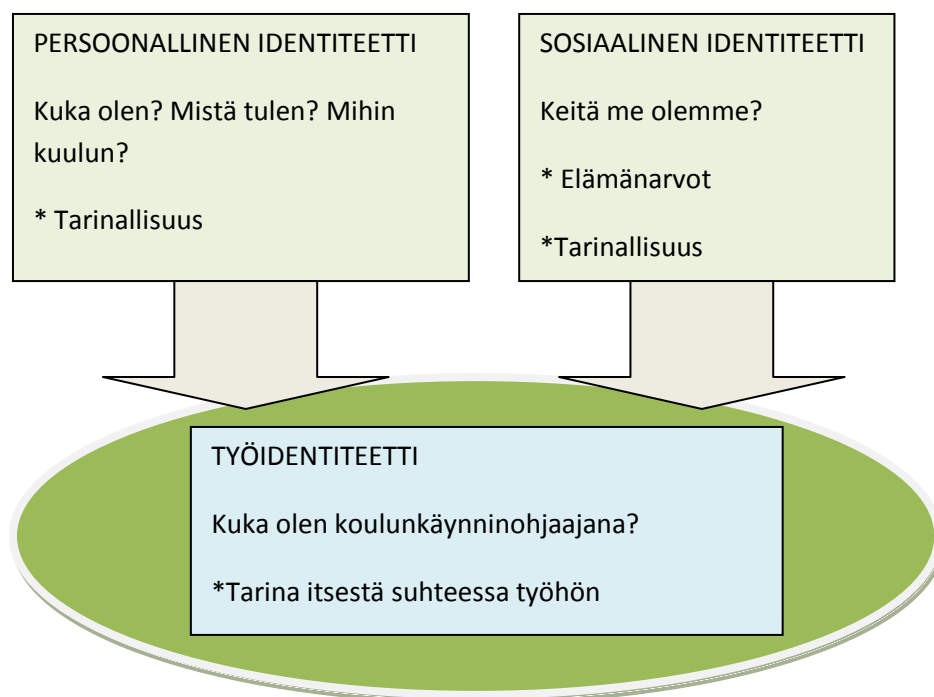 PERSOONALLINEN IDENTITEETTI
Kuka olen? Mistä tulen? Mihin
kuulun?
* Tarinallisuus
SOSIAALINEN IDENTITEETTI
Keitä me olemme?
* Elämänarvot
*Tarinallisuus
TYÖIDENTITEETTI
Kuka olen koulunkäynninohjaajana?
*Tarina itsestä suhteessa työhön